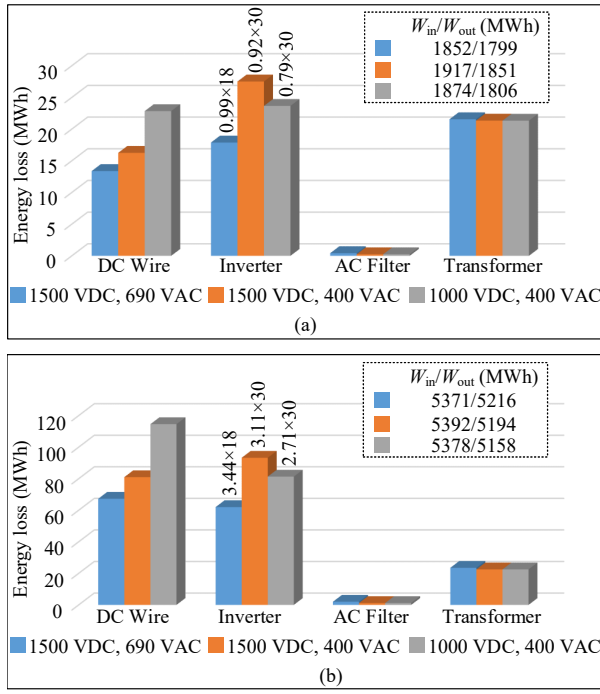 W_in/W_out (MWh)
1852/1799
1917/1851
1874/1806
0.99×18
0.92×30
0.79×30
Energy loss (MWh)
30
25
20
15
10
5
0
DC Wire Inverter AC Filter Transformer
1500 VDC, 690 VAC 1500 VDC, 400 VAC 1000 VDC, 400 VAC
(a)
W_in/W_out (MWh)
5371/5216
5392/5194
5378/5158
3.44×18
3.11×30
2.71×30
Energy loss (MWh)
120
100
80
60
40
20
0
DC Wire Inverter AC Filter Transformer
1500 VDC, 690 VAC 1500 VDC, 400 VAC 1000 VDC, 400 VAC
(b)